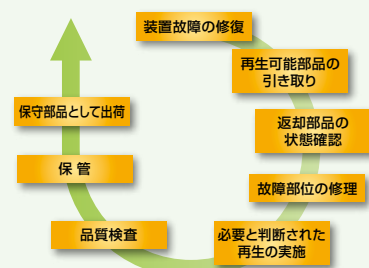 装置故障の修復
再生可能部品の
引き取り
返却部品の
状態確認
故障部位の修理
必要と判断された
再生の実施
品質検査
保 管
保守部品として出荷